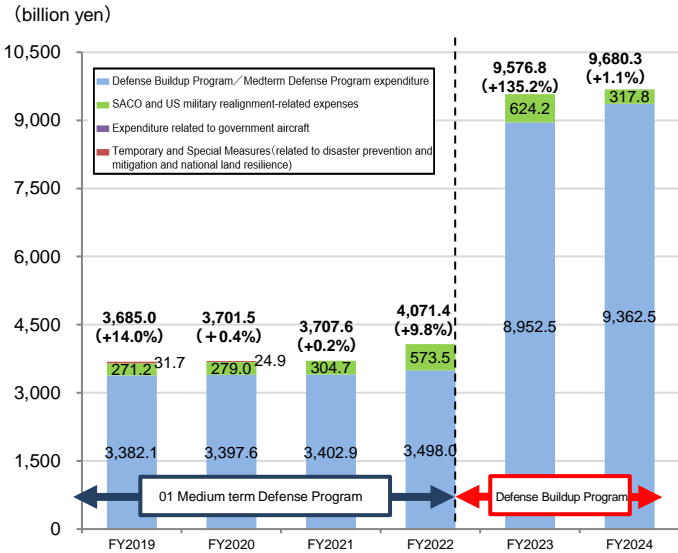 (billion yen)
10,500
9,000
7,500
6,000
4,500
3,000
1,500
0
Defense Buildup Program／Medterm Defense Program expenditure
SACO and US military realignment-related expenses
Expenditure related to government aircraft
Temporary and Special Measures(related to disaster prevention and
mitigation and national land resilience)
3,685.0
(+14.0%)
271.2
31.7
3,382.1
3,701.5
(＋0.4%)
279.0
24.9
3,397.6
3,707.6
(+0.2%)
304.7
3,402.9
4,071.4
(+9.8%)
573.5
3,498.0
9,576.8
(+135.2%)
624.2
8,952.5
9,680.3
(+1.1%)
317.8
9,362.5
01 Medium term Defense Program
Defense Buildup Program
FY2019
FY2020
FY2021
FY2022
FY2023
FY2024